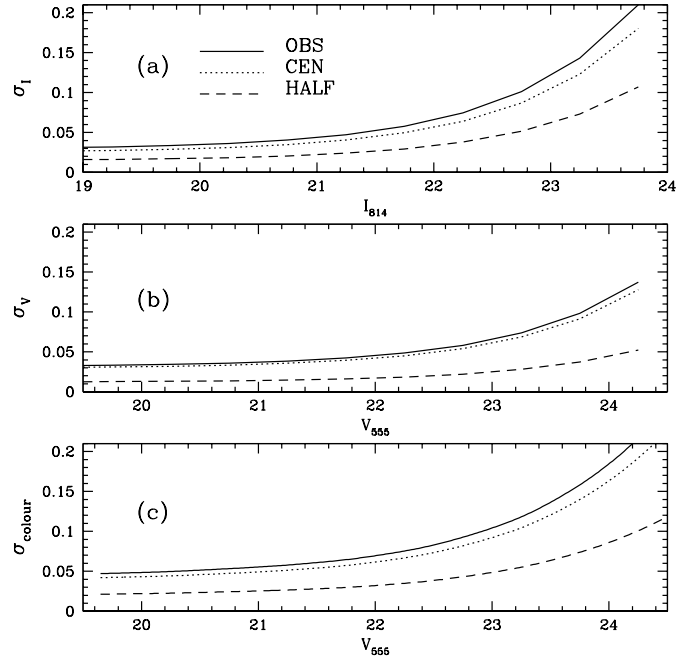 0.2
0.15
0.1
0.05
0
σ_I
(a)
OBS
CEN
HALF
19 20 21 22 23 24
I_814
0.2
0.15
0.1
0.05
0
σ_V
(b)
20 21 22 23 24
V_555
0.2
0.15
0.1
0.05
0
σ_colour
(c)
20 21 22 23 24
V_555